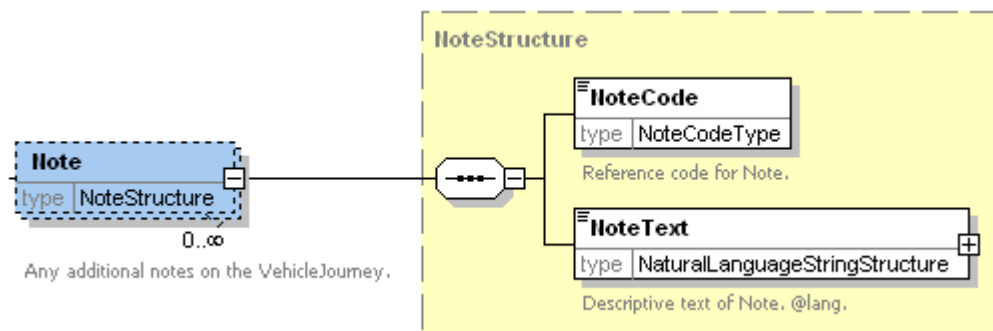 NoteStructure
NoteCode
type NoteCodeType
Reference code for Note.
Note
type NoteStructure
0..∞
Any additional notes on the VehicleJourney.
NoteText
type NaturalLanguageStringStructure
Descriptive text of Note. @lang.